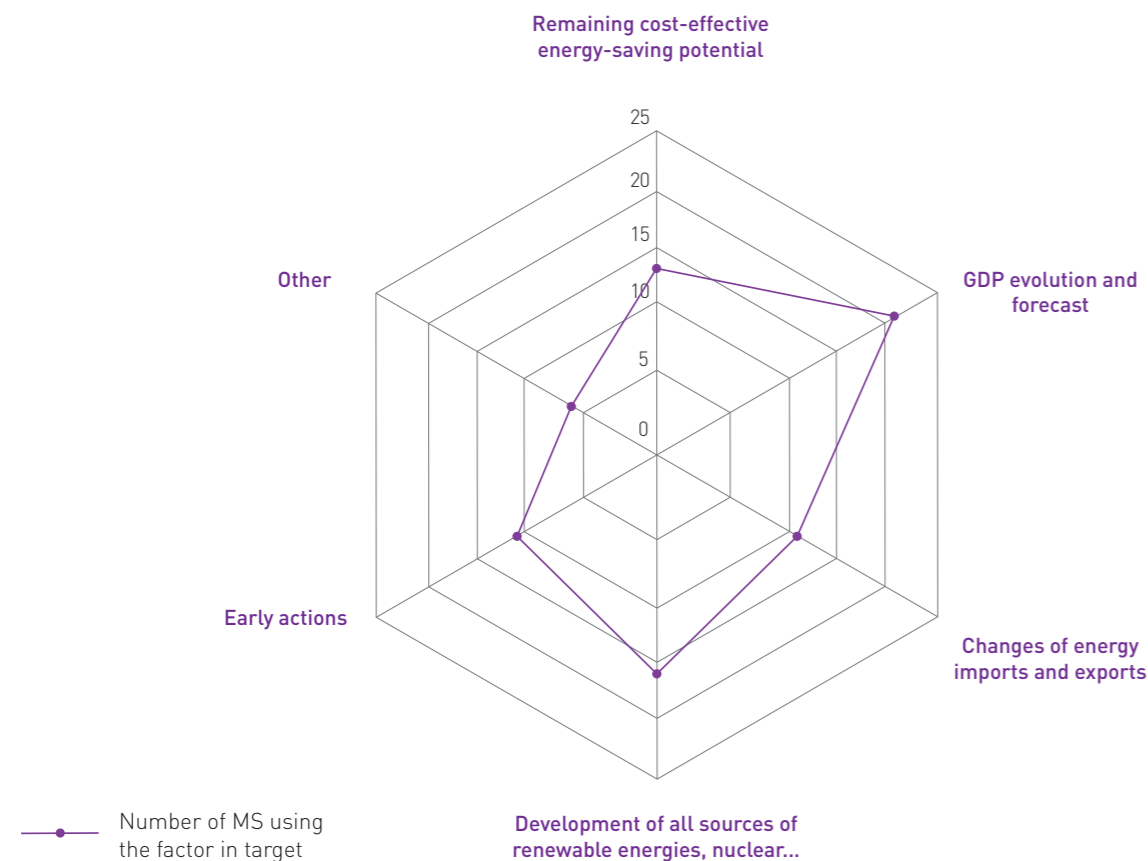 Remaining cost-effective
energy-saving potential
25
20
15
10
5
0
Other
GDP evolution and
forecast
Early actions
Changes of energy
imports and exports
Number of MS using
the factor in target
Development of all sources of
renewable energies, nuclear...